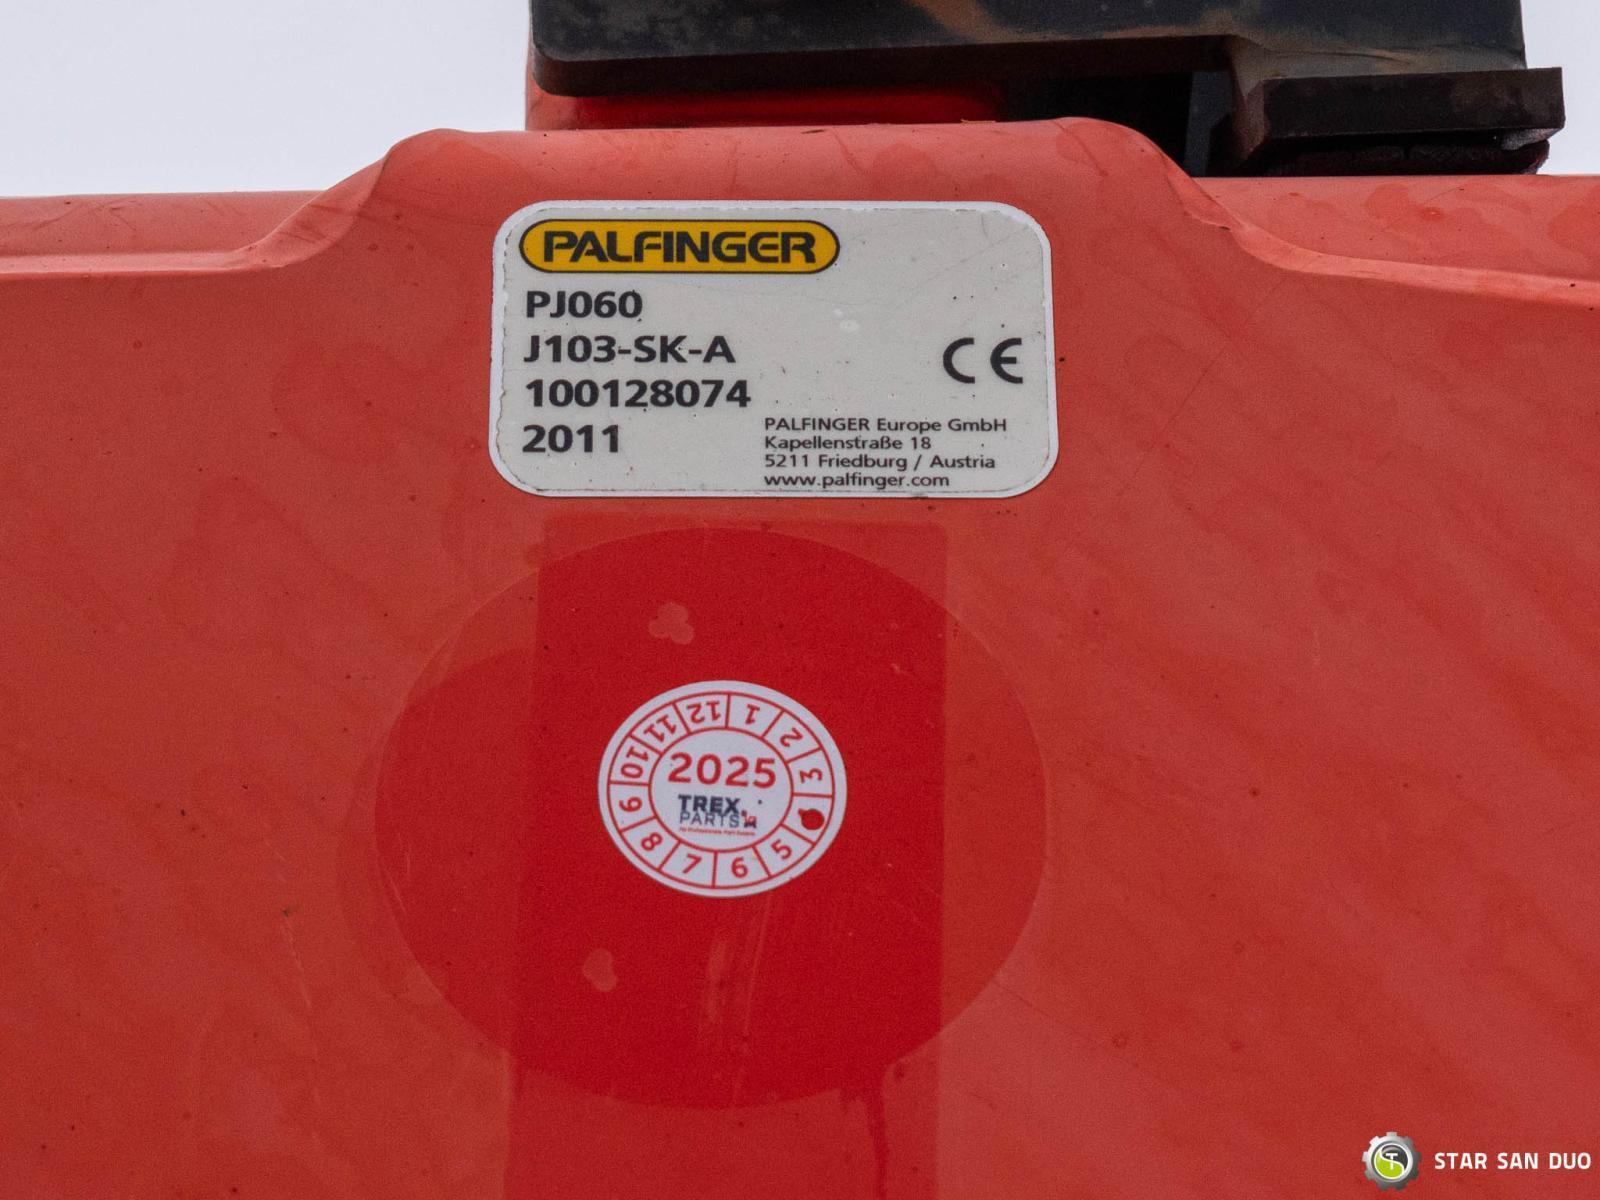 PALFINGER
PJ060
J103-SK-A
100128074
2011
CE
PALFINGER Europe GmbH
Kapellenstraße 18
5211 Friedburg / Austria
www.palfinger.com
12 1 2 3 5 6 7 8 9 10 11
2025
TREX
PARTS
STAR SAN DUO